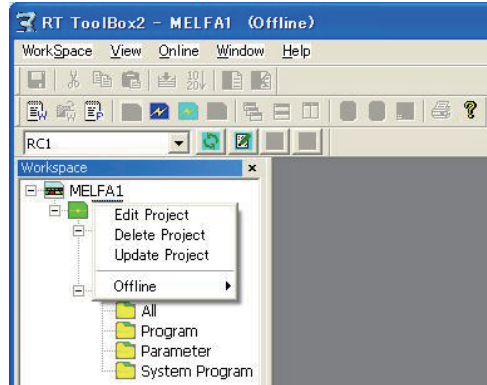 RT ToolBox2 - MELFA1 (Offline)
WorkSpace View Online Window Help
RC1
Workspace
MELFA1
Edit Project
Delete Project
Update Project
Offline
All
Program
Parameter
System Program